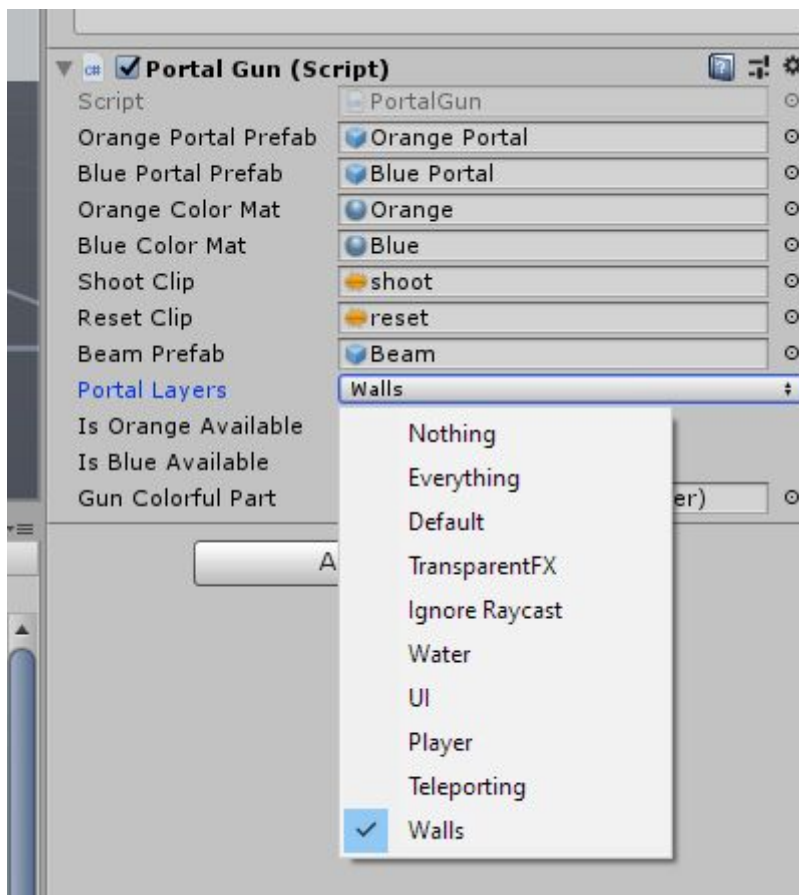 Portal Gun (Script)
Script PortalGun
Orange Portal Prefab Orange Portal
Blue Portal Prefab Blue Portal
Orange Color Mat Orange
Blue Color Mat Blue
Shoot Clip shoot
Reset Clip reset
Beam Prefab Beam
Portal Layers Walls
Is Orange Available
Is Blue Available
Gun Colorful Part er)
A
Nothing
Everything
Default
TransparentFX
Ignore Raycast
Water
UI
Player
Teleporting
Walls